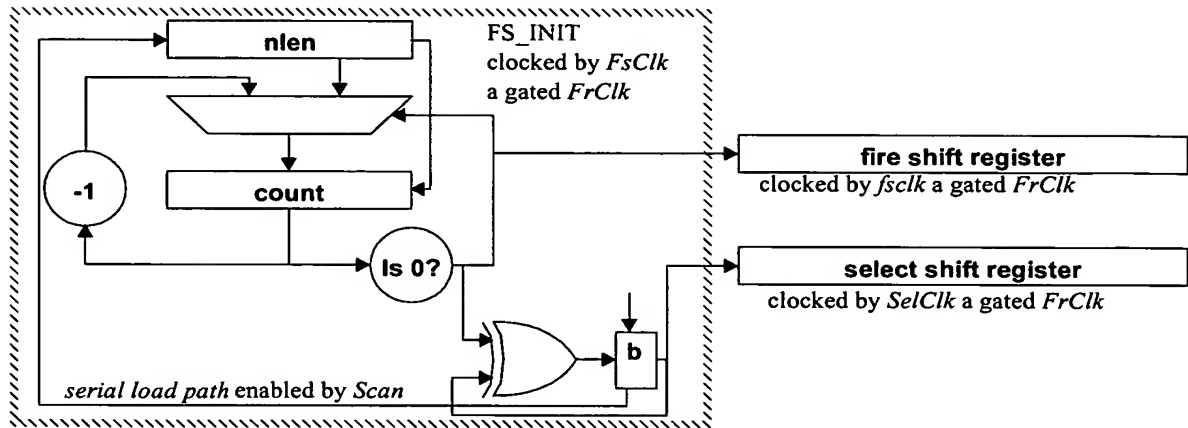 nlen
FS_INIT
clocked by FsClk
a gated FrClk
-1
count
Is 0?
b
serial load path enabled by Scan
fire shift register
clocked by fsclk a gated FrClk
select shift register
clocked by SelClk a gated FrClk